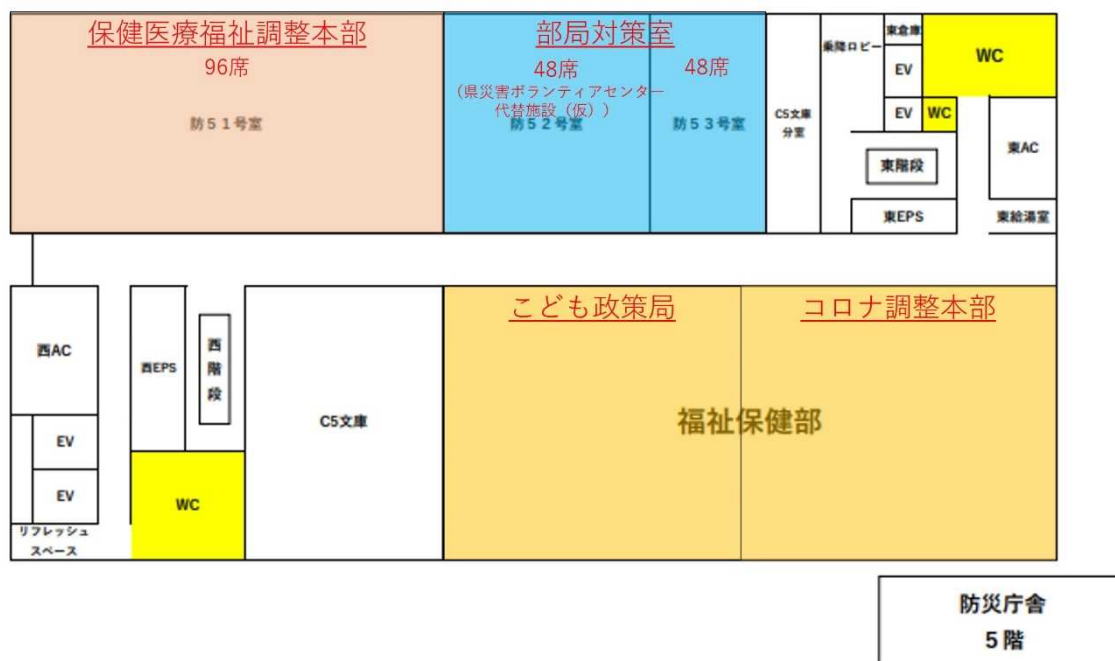 保健医療福祉調整本部
96席
防５１号室
部局対策室
48席
（県災害ボランティアセンター
代替施設（仮））
防５２号室
48席
防５３号室
C5文庫
分室
乗降ロビー
東倉庫
EV
EV
WC
WC
東階段
東EPS
東AC
東給湯室
西AC
EV
EV
リフレッシュ
スペース
西EPS
西
階
段
WC
C5文庫
こども政策局
コロナ調整本部
福祉保健部
防災庁舎
５階